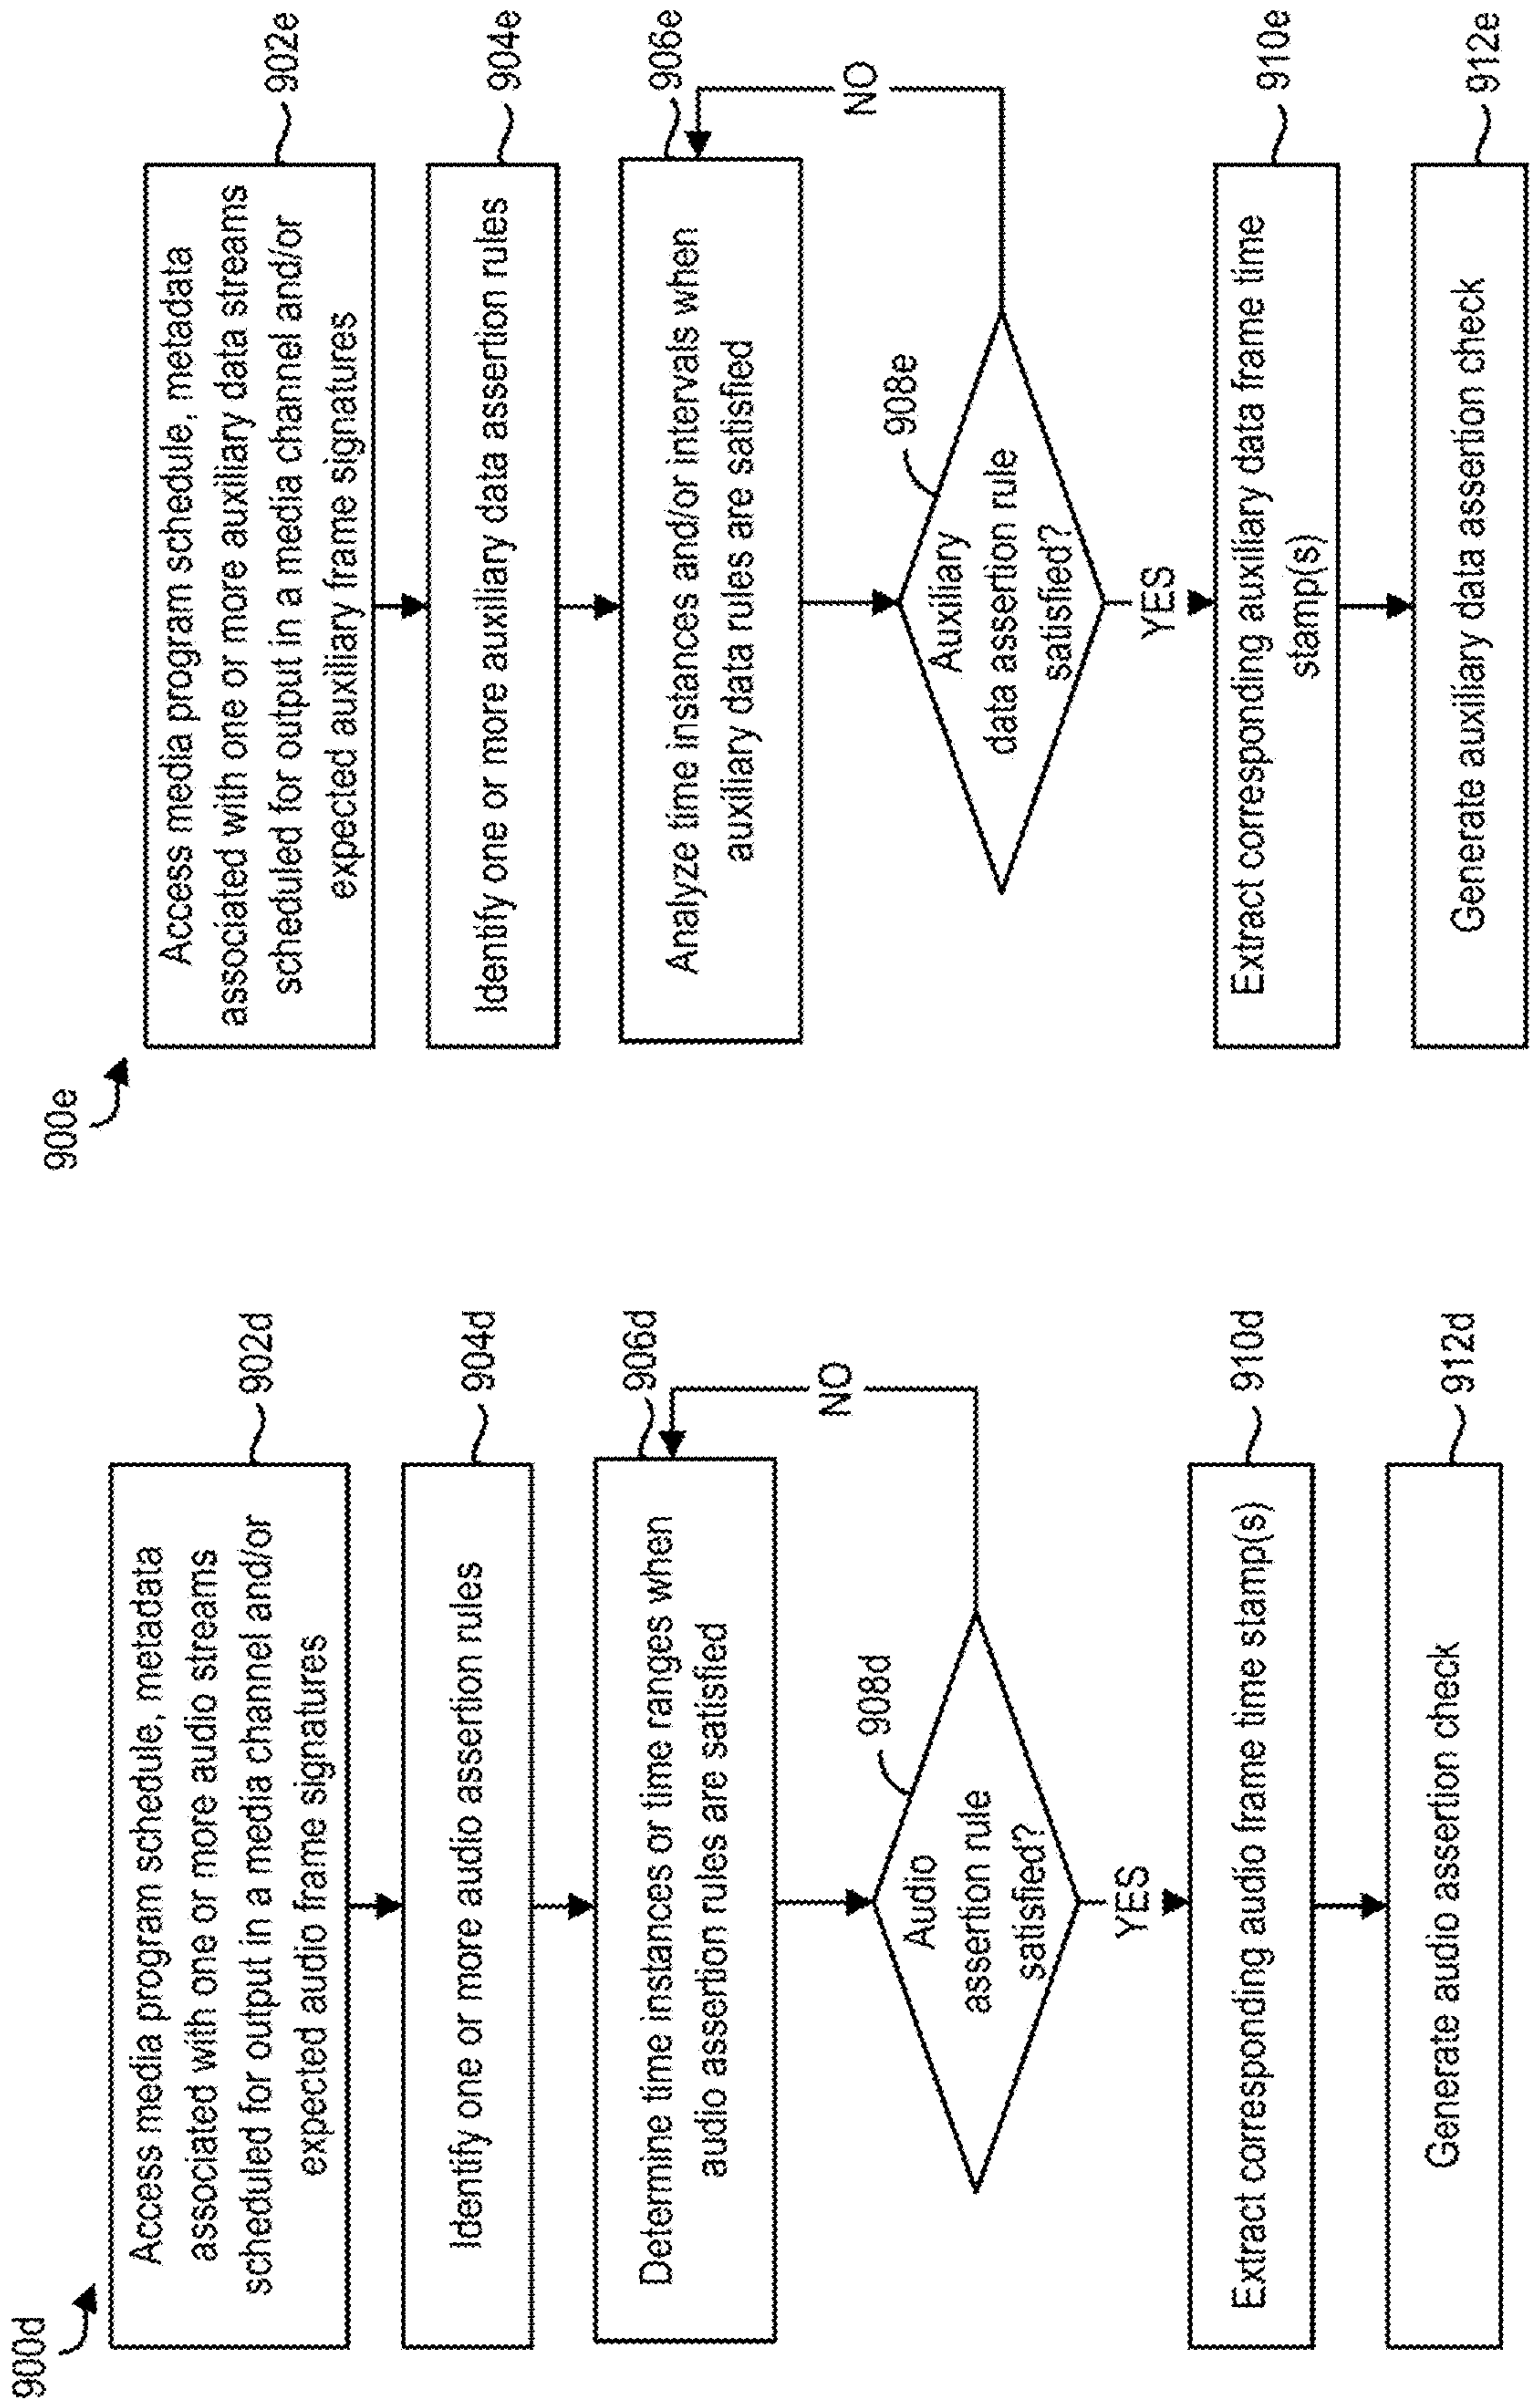 900d
Access media program schedule, metadata
associated with one or more audio streams
scheduled for output in a media channel and/or
expected audio frame signatures
902d
Identify one or more audio assertion rules
904d
Determine time instances or time ranges when
audio assertion rules are satisfied
906d
Audio
assertion rule
satisfied?
908d
NO
YES
Extract corresponding audio frame time stamp(s)
910d
Generate audio assertion check
912d
900e
Access media program schedule, metadata
associated with one or more auxiliary data streams
scheduled for output in a media channel and/or
expected auxiliary frame signatures
902e
Identify one or more auxiliary data assertion rules
904e
Analyze time instances and/or intervals when
auxiliary data rules are satisfied
906e
Auxiliary
data assertion rule
satisfied?
908e
NO
YES
Extract corresponding auxiliary data frame time
stamp(s)
910e
Generate auxiliary data assertion check
912e